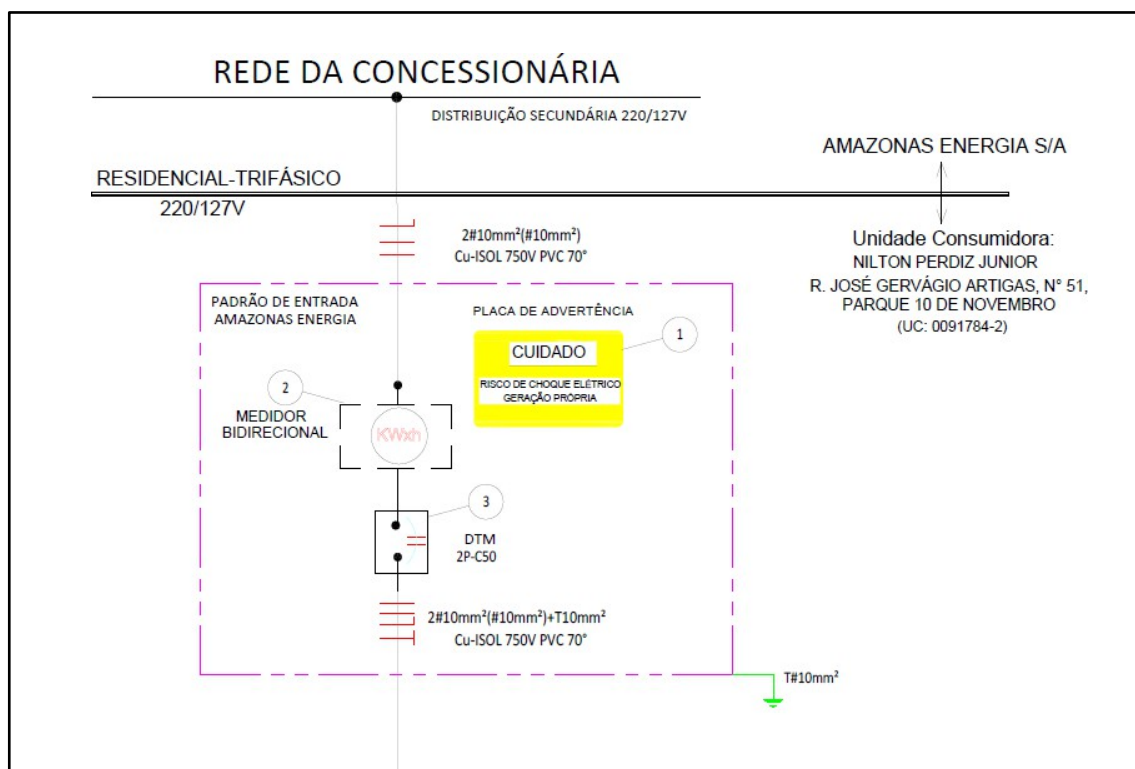 REDE DA CONCESSIONÁRIA
DISTRIBUIÇÃO SECUNDÁRIA 220/127V
AMAZONAS ENERGIA S/A
RESIDENCIAL-TRIFÁSICO
220/127V
2#10mm²(#10mm²)
Cu-ISOL 750V PVC 70°
Unidade Consumidora:
NILTON PERDIZ JUNIOR
R. JOSÉ GERVÁGIO ARTIGAS, N° 51,
PARQUE 10 DE NOVEMBRO
(UC: 0091784-2)
PADRÃO DE ENTRADA
AMAZONAS ENERGIA
PLACA DE ADVERTÊNCIA
1
CUIDADO
RISCO DE CHOQUE ELÉTRICO
GERAÇÃO PRÓPRIA
2
MEDIDOR
BIDIRECIONAL
KWxh
3
DTM
2P-C50
2#10mm²(#10mm²)+T10mm²
Cu-ISOL 750V PVC 70°
T#10mm²